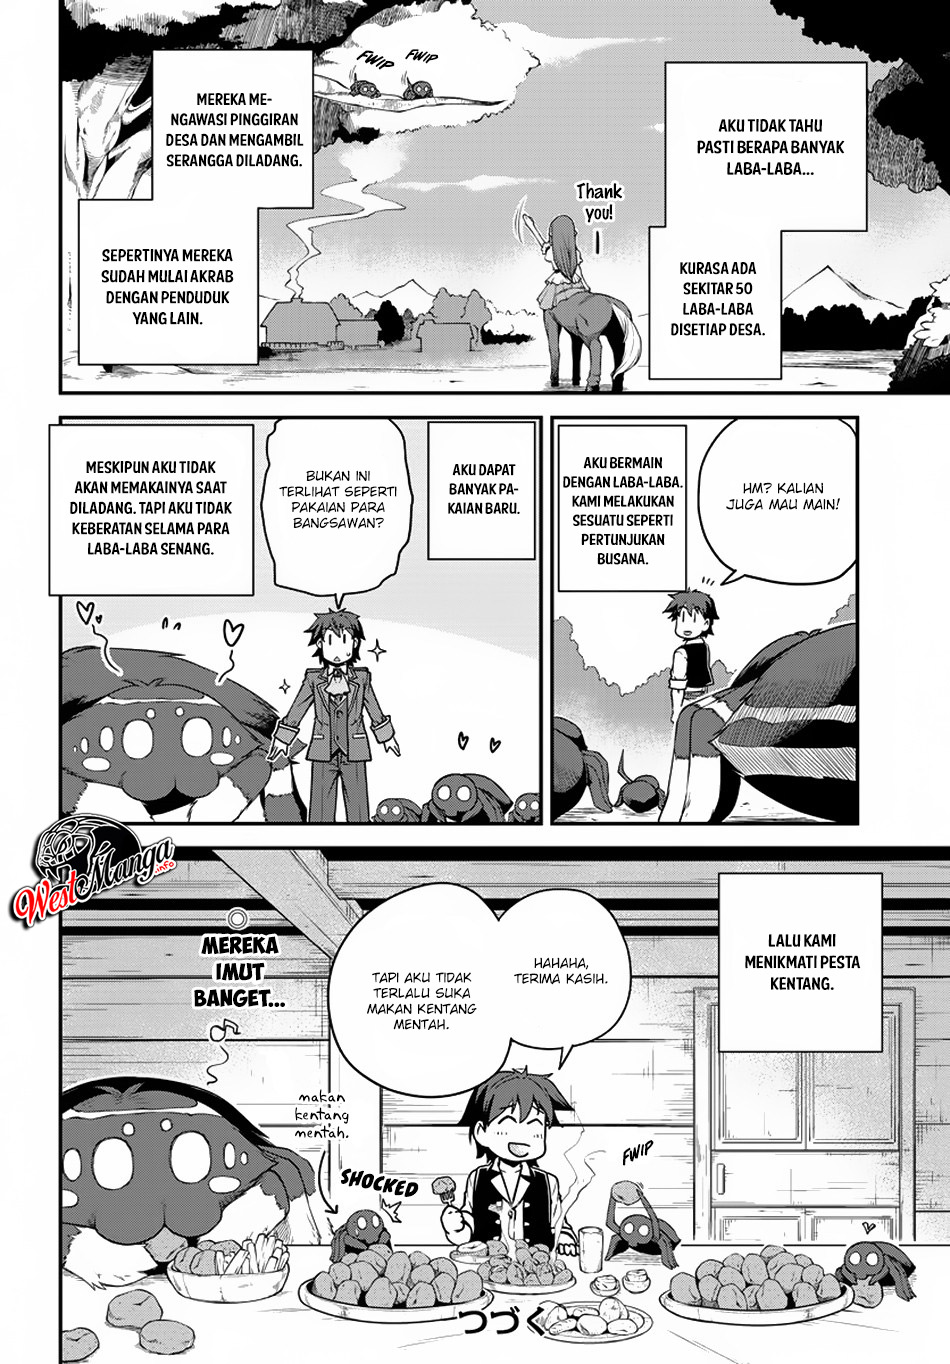 AKU TIDAK TAHU
PASTI BERAPA BANYAK
LABA-LABA...
KURASA ADA
SEKITAR 50
LABA-LABA
DISETIAP DESA.
FWIP
FWIP
Thank
you!
MEREKA ME-
NGAWASI PINGGIRAN
DESA DAN MENGAMBIL
SERANGGA DILADANG.
SEPERTINYA MEREKA
SUDAH MULAI AKRAB
DENGAN PENDUDUK
YANG LAIN.
HM? KALIAN
JUGA MAU MAIN!
AKU BERMAIN
DENGAN LABA-LABA.
KAMI MELAKUKAN
SESUATU SEPERTI
PERTUNJUKAN
BUSANA.
AKU DAPAT
BANYAK PA-
KAIAN BARU.
BUKAN INI
TERLIHAT SEPERTI
PAKAIAN PARA
BANGSAWAN?
MESKIPUN AKU TIDAK
AKAN MEMAKAINYA SAAT
DILADANG. TAPI AKU TIDAK
KEBERATAN SELAMA PARA
LABA-LABA SENANG.
WestManga
.info
LALU KAMI
MENIKMATI PESTA
KENTANG.
HAHAHA,
TERIMA KASIH.
TAPI AKU TIDAK
TERLALU SUKA
MAKAN KENTANG
MENTAH.
MEREKA
IMUT
BANGET...
makan
kentang
mentah.
SHOCKED
FWIP
つづく